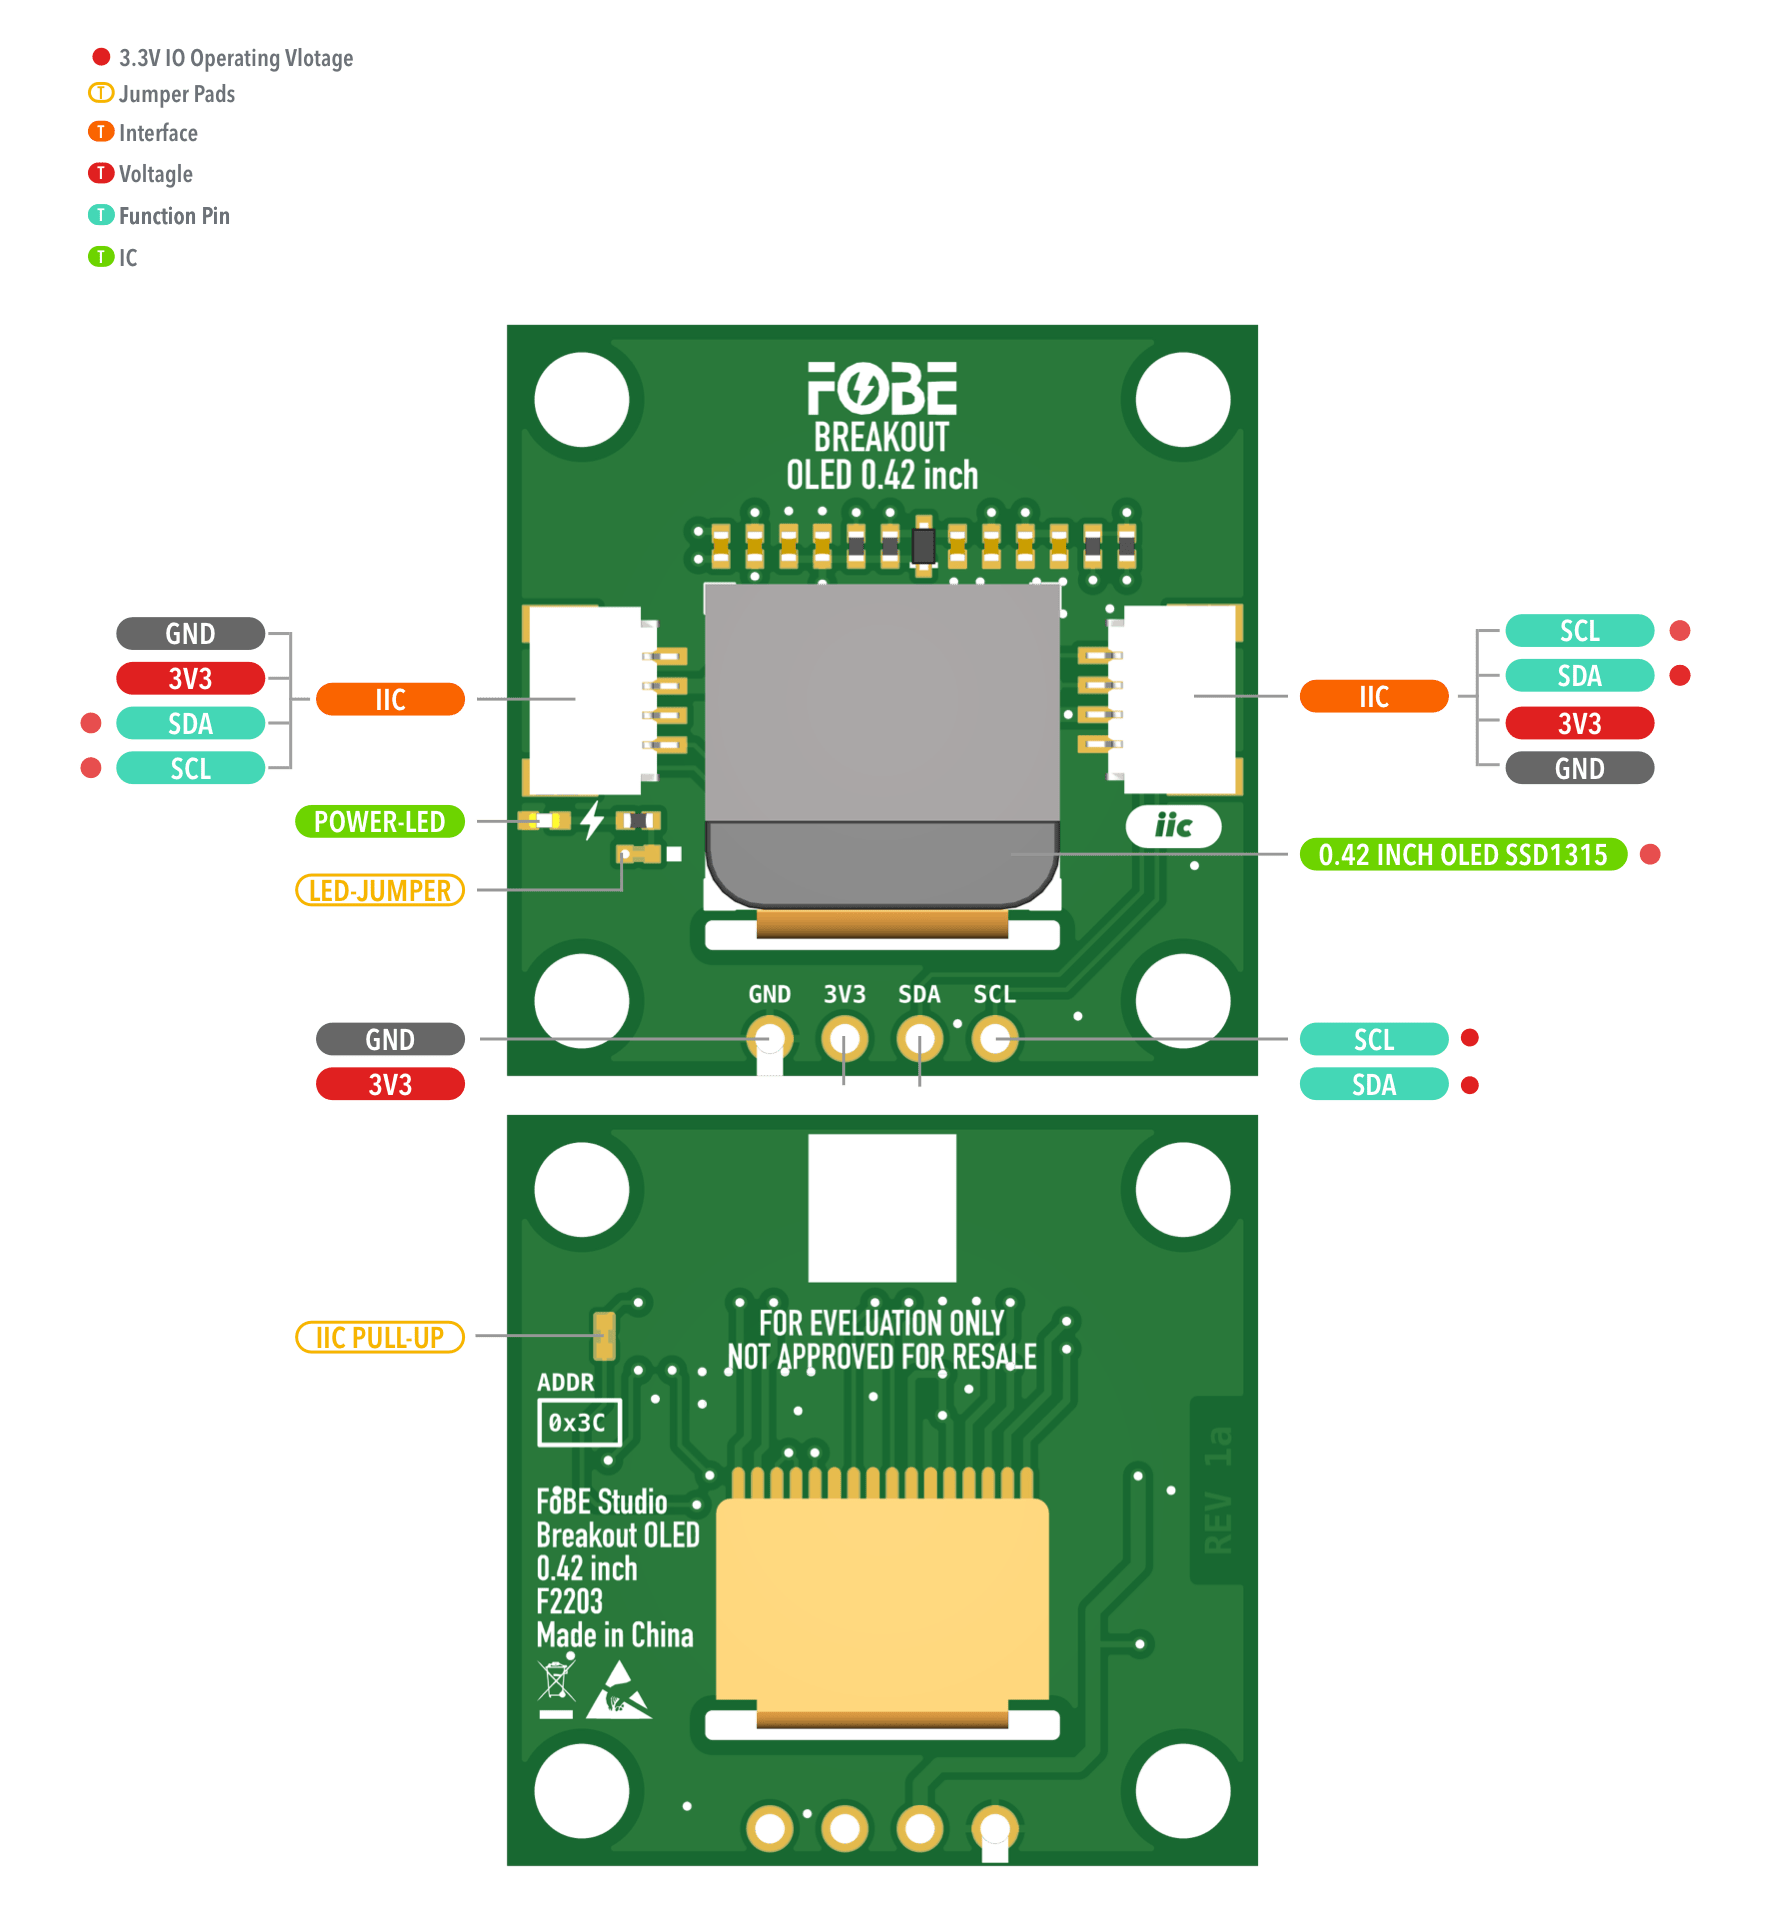 3.3V IO Operating Vlotage
T Jumper Pads
T Interface
T Voltagle
T Function Pin
T IC
FOBE
BREAKOUT
OLED 0.42 inch
GND
3V3
SDA
SCL
IIC
IIC
SCL
SDA
3V3
GND
POWER-LED
LED-JUMPER
iic
0.42 INCH OLED SSD1315
GND 3V3 SDA SCL
GND
3V3
SCL
SDA
FOR EVELUATION ONLY
NOT APPROVED FOR RESALE
IIC PULL-UP
ADDR
0x3C
REV 1a
FoBE Studio
Breakout OLED
0.42 inch
F2203
Made in China